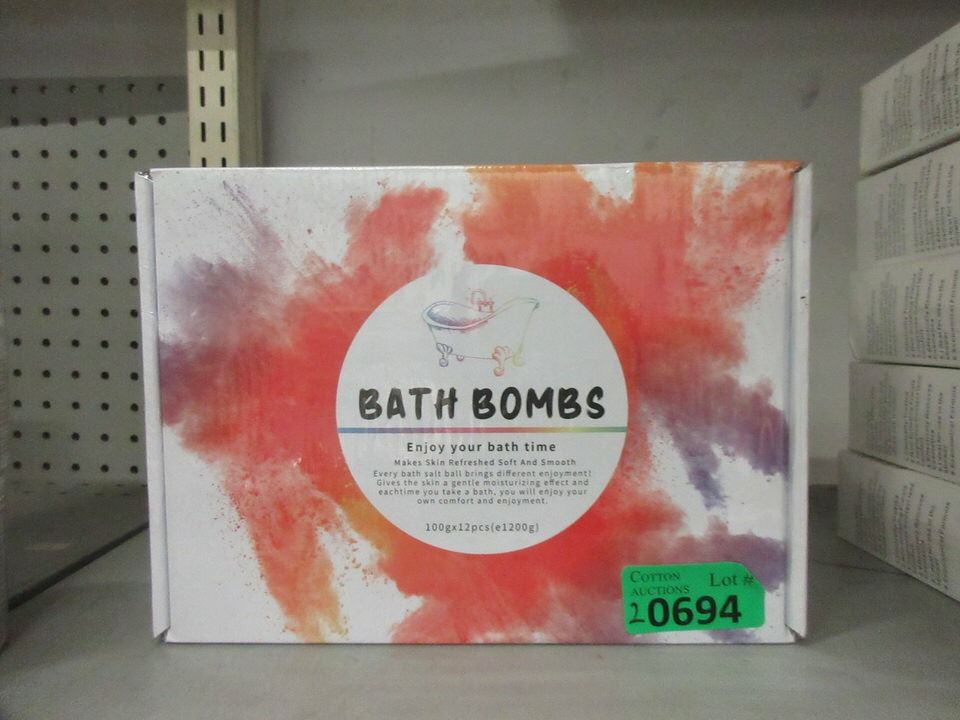 BATH BOMBS
Enjoy your bath time
Makes Skin Refreshed Soft And Smooth
Every bath salt ball brings different enjoyment!
Gives the skin a gentle moisturizing effect and
eachtime you take a bath, you will enjoy your
own comfort and enjoyment.
100gx12pcs(e1200g)
COTTON
AUCTIONS
Lot #
20694